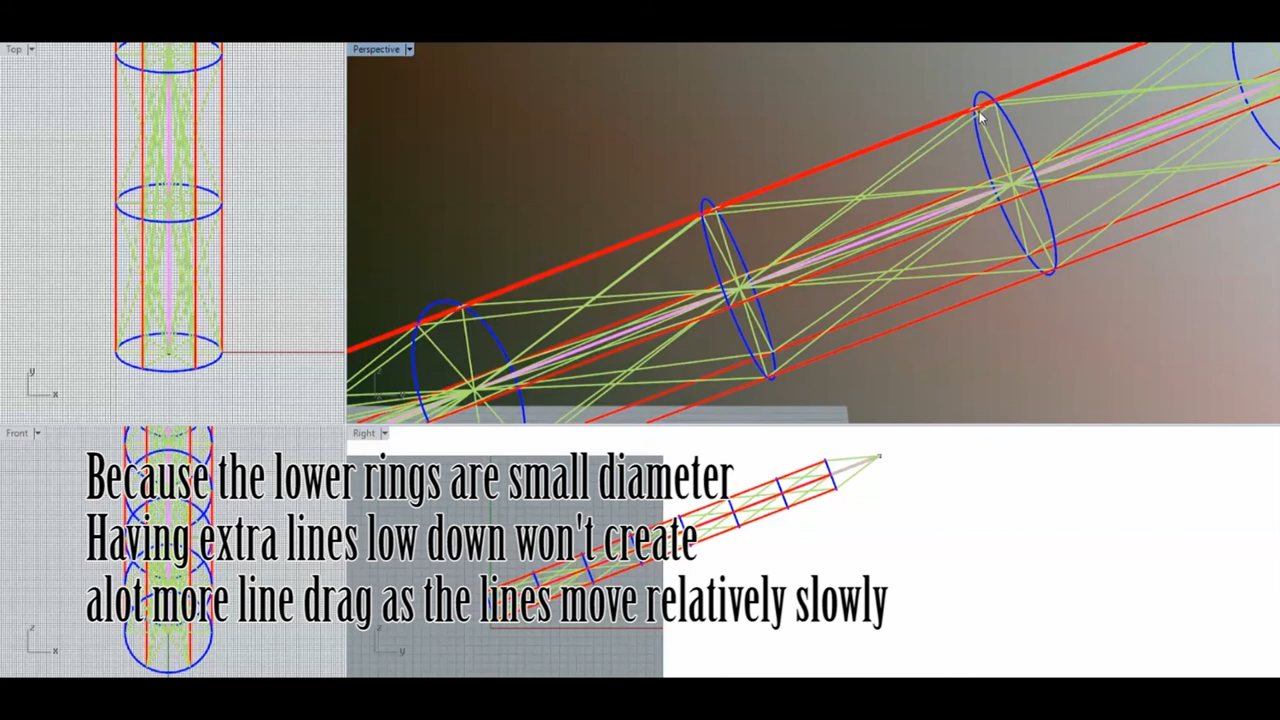 Top
Perspective
y
x
z
Front
Right
Because the lower rings are small diameter
Having extra lines low down won't create
alot more line drag as the lines move relatively slowly
z
x
z
y